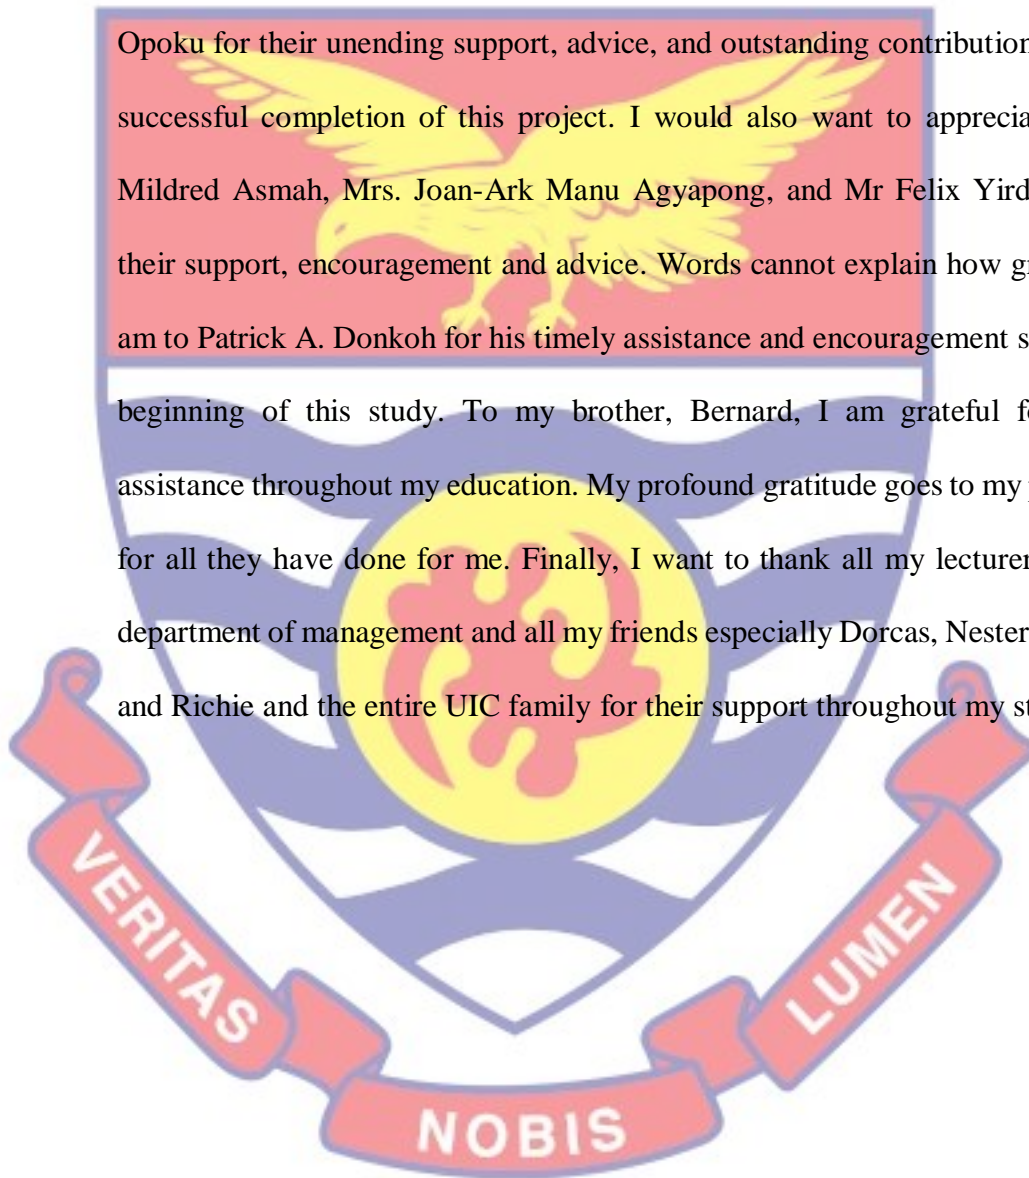 Opoku for their unending support, advice, and outstanding contribution
successful completion of this project. I would also want to apprecia
Mildred Asmah, Mrs. Joan-Ark Manu Agyapong, and Mr Felix Yird
their support, encouragement and advice. Words cannot explain how g
am to Patrick A. Donkoh for his timely assistance and encouragement s
beginning of this study. To my brother, Bernard, I am grateful f
assistance throughout my education. My profound gratitude goes to my
for all they have done for me. Finally, I want to thank all my lecturer
department of management and all my friends especially Dorcas, Nester
and Richie and the entire UIC family for their support throughout my st
VERITAS
NOBIS
LUMEN